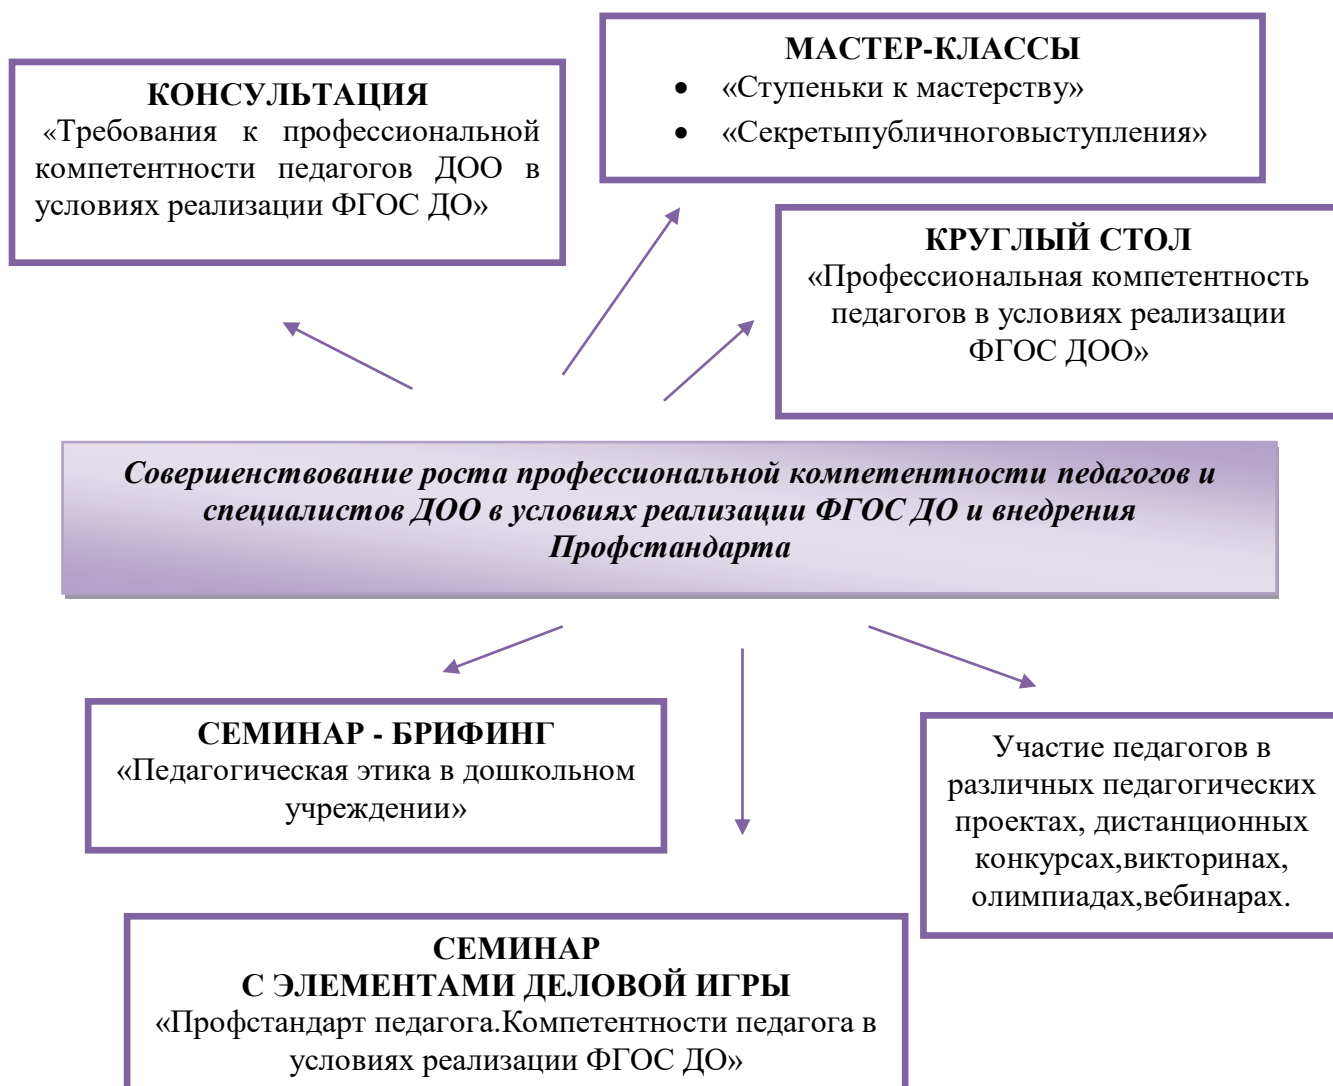 МАСТЕР-КЛАССЫ
• «Ступеньки к мастерству»
• «Секретыпубличноговыступления»
КОНСУЛЬТАЦИЯ
«Требования к профессиональной
компетентности педагогов ДОО в
условиях реализации ФГОС ДО»
КРУГЛЫЙ СТОЛ
«Профессиональная компетентность
педагогов в условиях реализации
ФГОС ДОО»
Совершенствование роста профессиональной компетентности педагогов и
специалистов ДОО в условиях реализации ФГОС ДО и внедрения
Профстандарта
СЕМИНАР - БРИФИНГ
«Педагогическая этика в дошкольном
учреждении»
Участие педагогов в
различных педагогических
проектах, дистанционных
конкурсах,викторинах,
олимпиадах,вебинарах.
СЕМИНАР
С ЭЛЕМЕНТАМИ ДЕЛОВОЙ ИГРЫ
«Профстандарт педагога.Компетентности педагога в
условиях реализации ФГОС ДО»